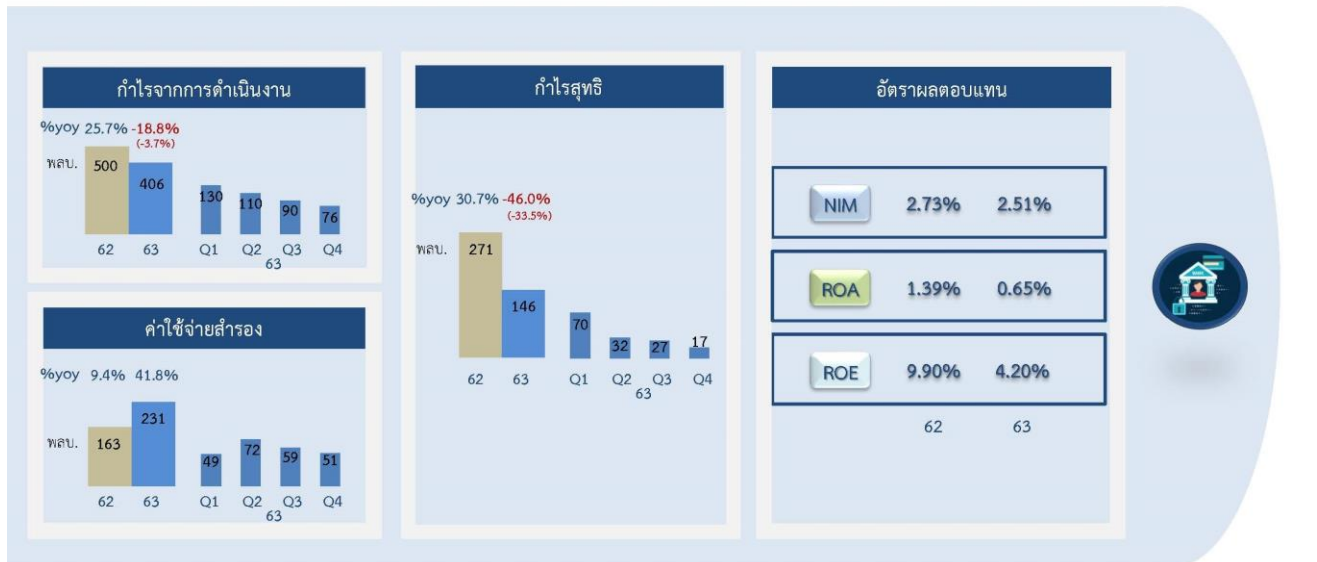 กำไรจากการดำเนินงาน
%yoy 25.7% -18.8%
(-3.7%)
พลบ. 500 406 130 110 90 76
62 63 Q1 Q2 Q3 Q4
63
ค่าใช้จ่ายสำรอง
%yoy 9.4% 41.8%
พลบ. 163 231 49 72 59 51
62 63 Q1 Q2 Q3 Q4
63
กำไรสุทธิ
%yoy 30.7% -46.0%
(-33.5%)
พลบ. 271 146 70 32 27 17
62 63 Q1 Q2 Q3 Q4
63
อัตราผลตอบแทน
NIM 2.73% 2.51%
ROA 1.39% 0.65%
ROE 9.90% 4.20%
62 63